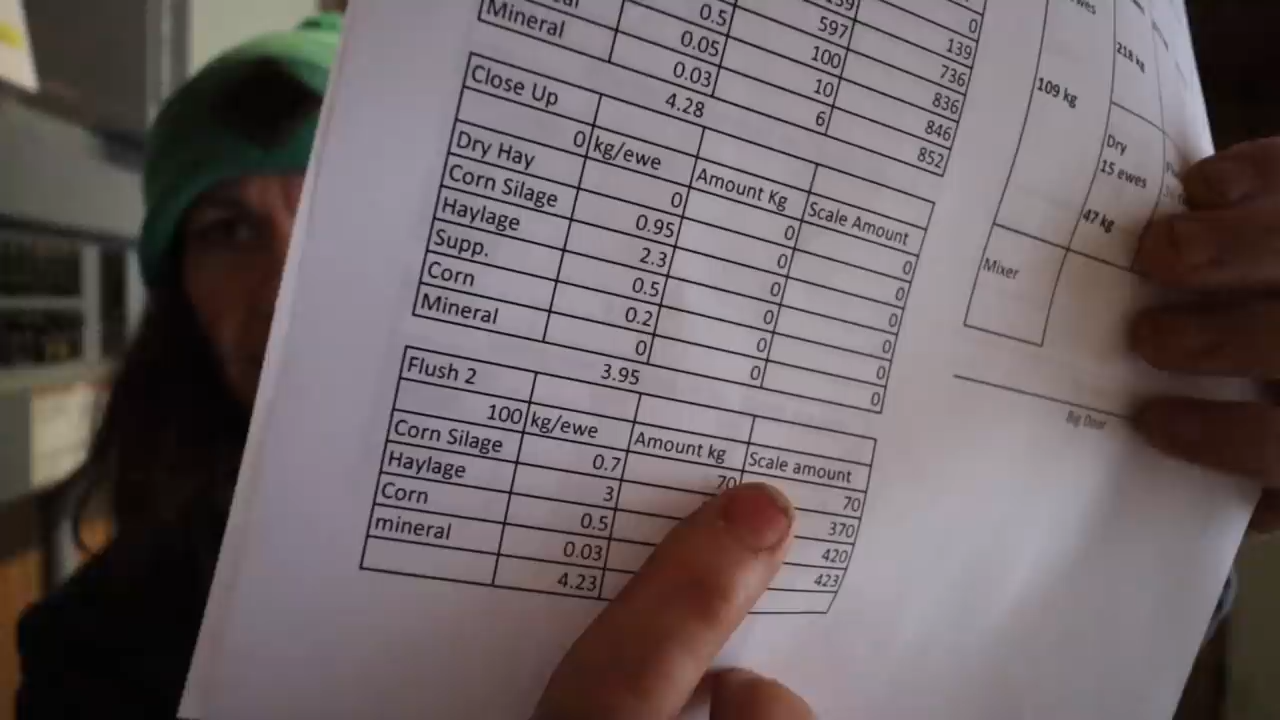 0
139
597 736
0.5 100 836
0.05 10 846
Mineral 0.03 6 852
4.28
Close Up
0 kg/ewe Amount Kg Scale Amount
Dry Hay 0 0 0
Corn Silage 0.95 0 0
Haylage 2.3 0 0
Supp. 0.5 0 0
Corn 0.2 0 0
Mineral 0 0 0
3.95
Flush 2
100 kg/ewe Amount kg Scale amount
Corn Silage 0.7 70 70
Haylage 3 370
Corn 0.5 420
mineral 0.03 423
4.23
109 kg
218 kg
Dry
15 ewes
47 kg
Mixer
Big Door